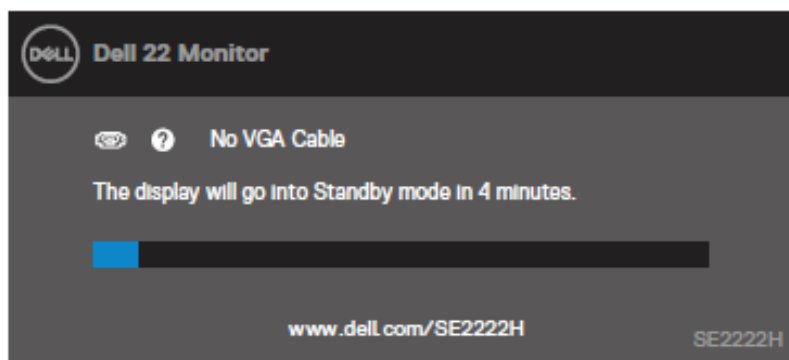 DELL Dell 22 Monitor
? No VGA Cable
The display will go into Standby mode in 4 minutes.
www.dell.com/SE2222H
SE2222H